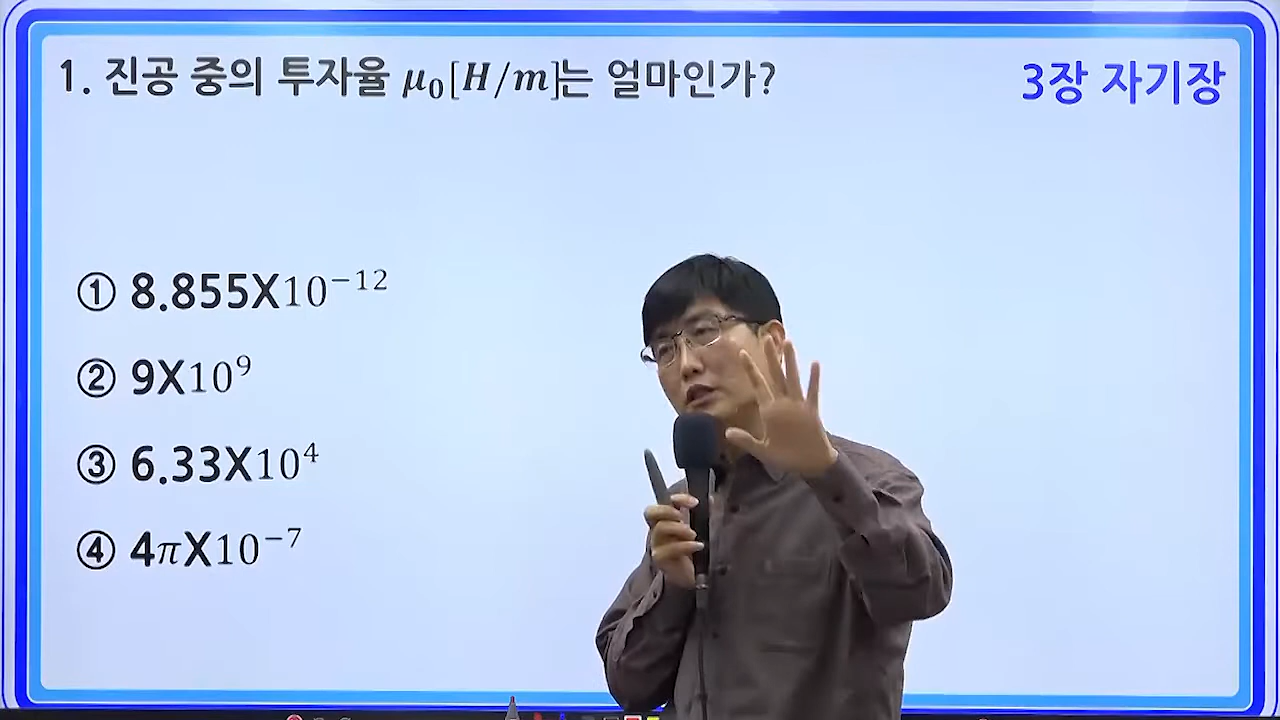 1. 진공 중의 투자율 μ₀[H/m]는 얼마인가?
3장 자기장
① 8.855X10⁻¹²
② 9X10⁹
③ 6.33X10⁴
④ 4πX10⁻⁷